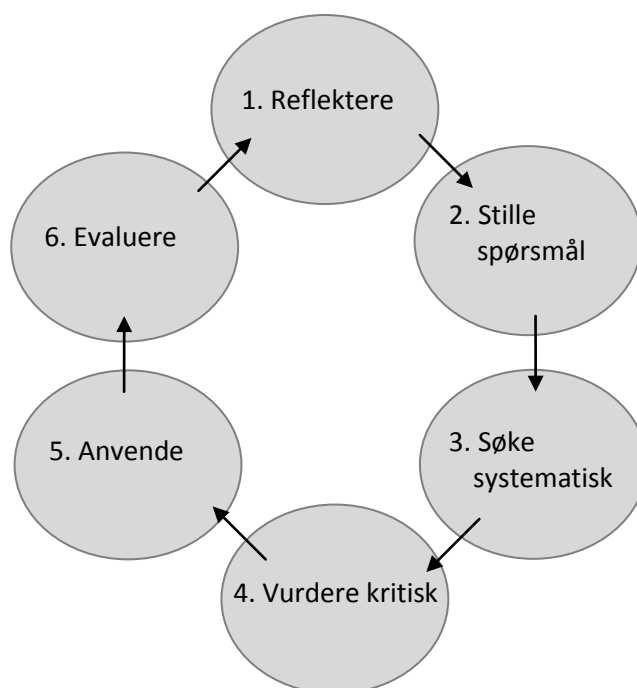 1. Reflektere
2. Stille
spørsmål
3. Søke
systematisk
4. Vurdere kritisk
5. Anvende
6. Evaluere